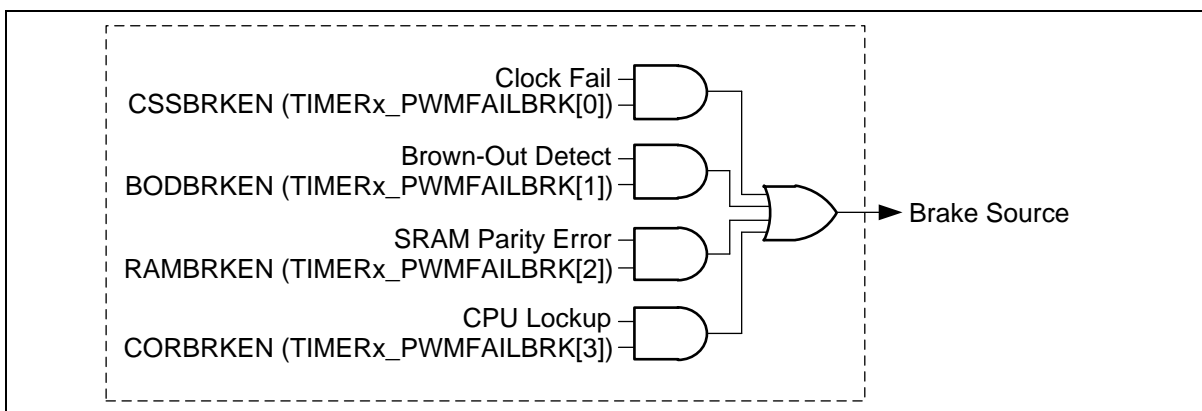 Clock Fail
CSSBRKEN (TIMERx_PWMFAILBRK[0])
Brown-Out Detect
BODBRKEN (TIMERx_PWMFAILBRK[1])
SRAM Parity Error
RAMBRKEN (TIMERx_PWMFAILBRK[2])
CPU Lockup
CORBRKEN (TIMERx_PWMFAILBRK[3])
Brake Source